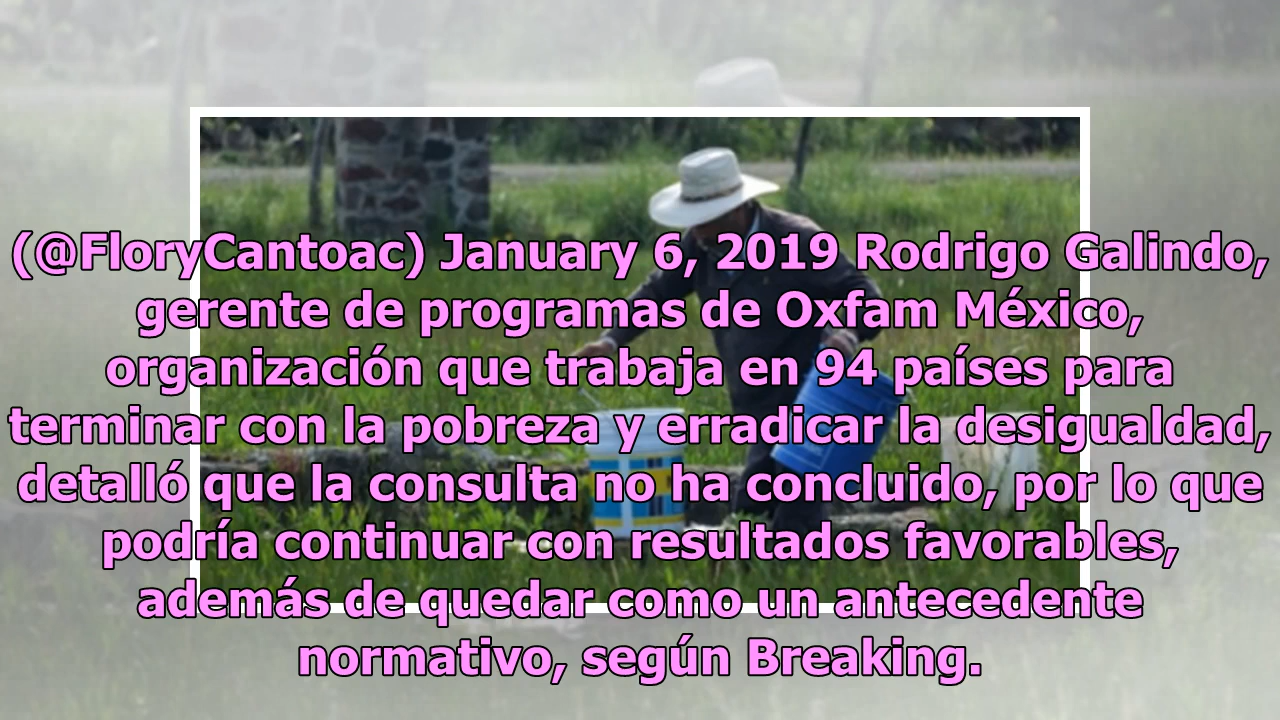 (@FloryCantoac) January 6, 2019 Rodrigo Galindo,
gerente de programas de Oxfam México,
organización que trabaja en 94 países para
terminar con la pobreza y erradicar la desigualdad,
detalló que la consulta no ha concluido, por lo que
podría continuar con resultados favorables,
además de quedar como un antecedente
normativo, según Breaking.